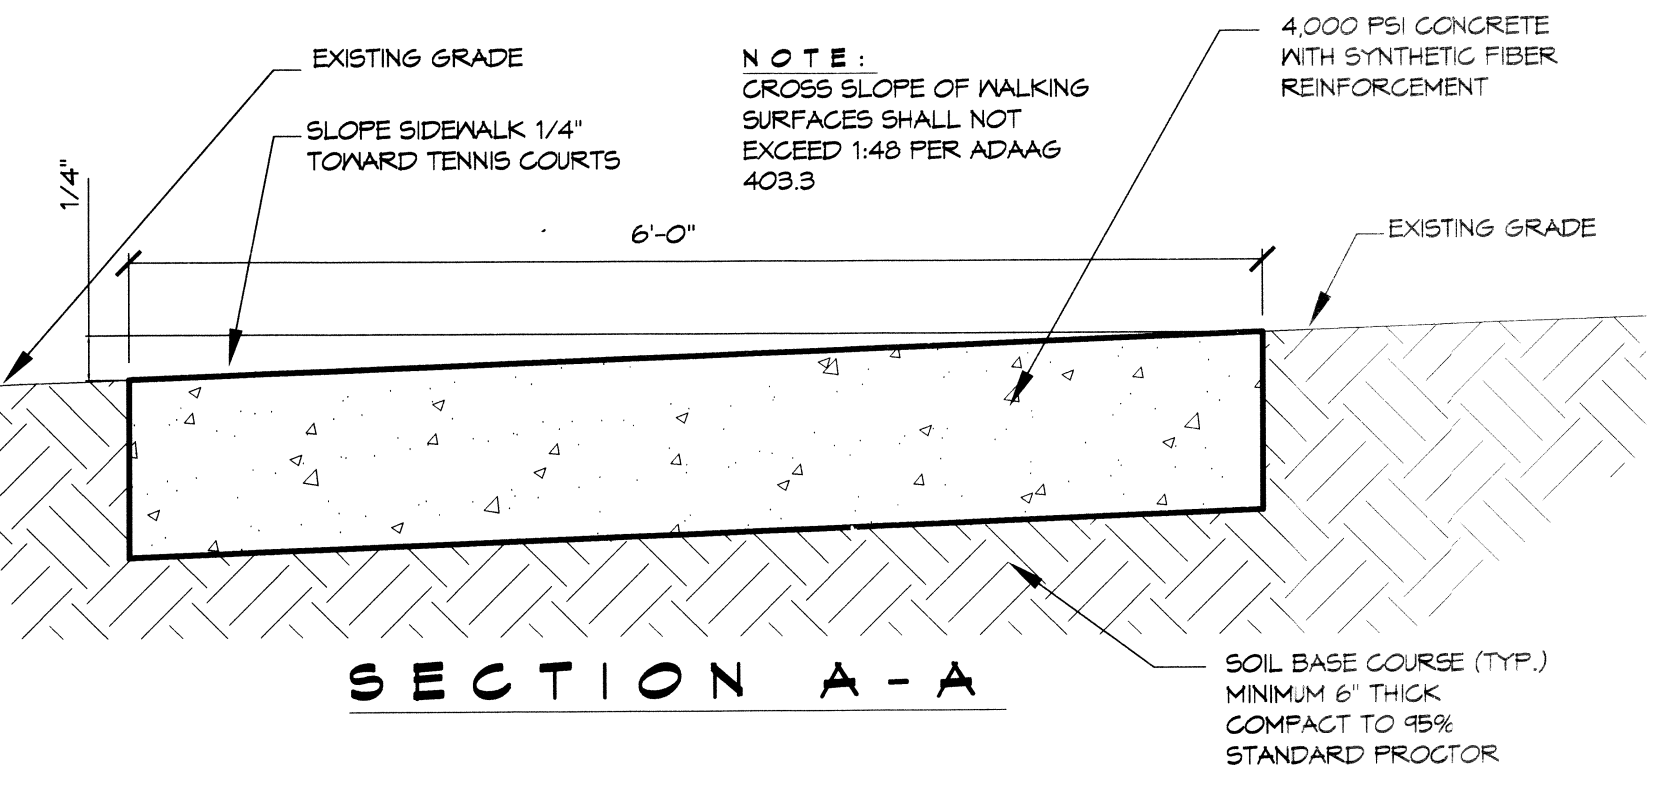 EXISTING GRADE
SLOPE SIDEWALK 1/4"
TOWARD TENNIS COURTS
1/4"
NOTE:
CROSS SLOPE OF WALKING
SURFACES SHALL NOT
EXCEED 1:48 PER ADAAG
403.3
6'-0"
4,000 PSI CONCRETE
WITH SYNTHETIC FIBER
REINFORCEMENT
EXISTING GRADE
SECTION A-A
SOIL BASE COURSE (TYP.)
MINIMUM 6" THICK
COMPACT TO 95%
STANDARD PROCTOR